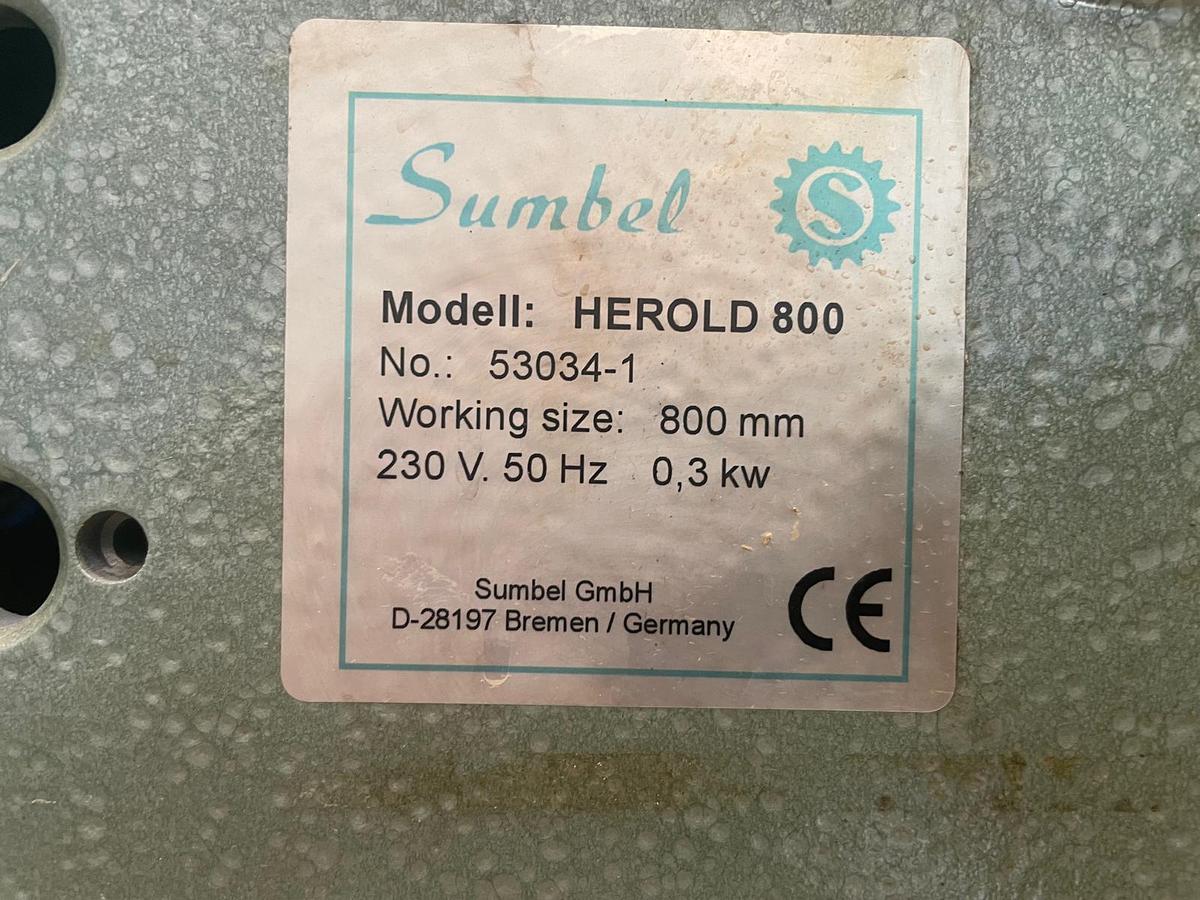 Sumbel S
Modell: HEROLD 800
No.: 53034-1
Working size: 800 mm
230 V. 50 Hz 0,3 kw
Sumbel GmbH
D-28197 Bremen / Germany
CE